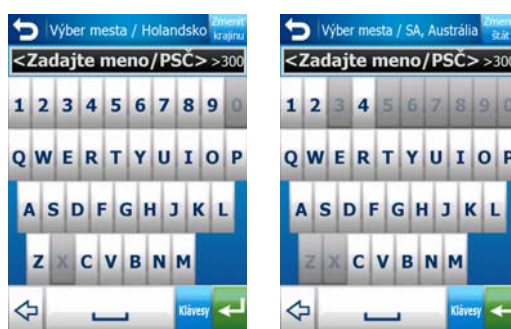 Výber mesta / Holandsko
Zmeniť krajinu
<Zadajte meno/PSČ> >300
1 2 3 4 5 6 7 8 9 0
Q W E R T Y U I O P
A S D F G H J K L
Z X C V B N M
Klávesy
Výber mesta / SA, Austrália
Zmeniť štát
<Zadajte meno/PSČ> >300
1 2 3 4 5 6 7 8 9 0
Q W E R T Y U I O P
A S D F G H J K L
Z X C V B N M
Klávesy